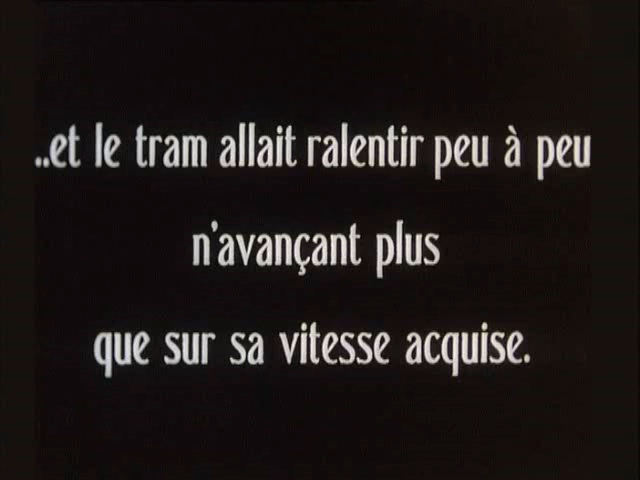 ..et le tram allait ralentir peu à peu
n'avançant plus
que sur sa vitesse acquise.